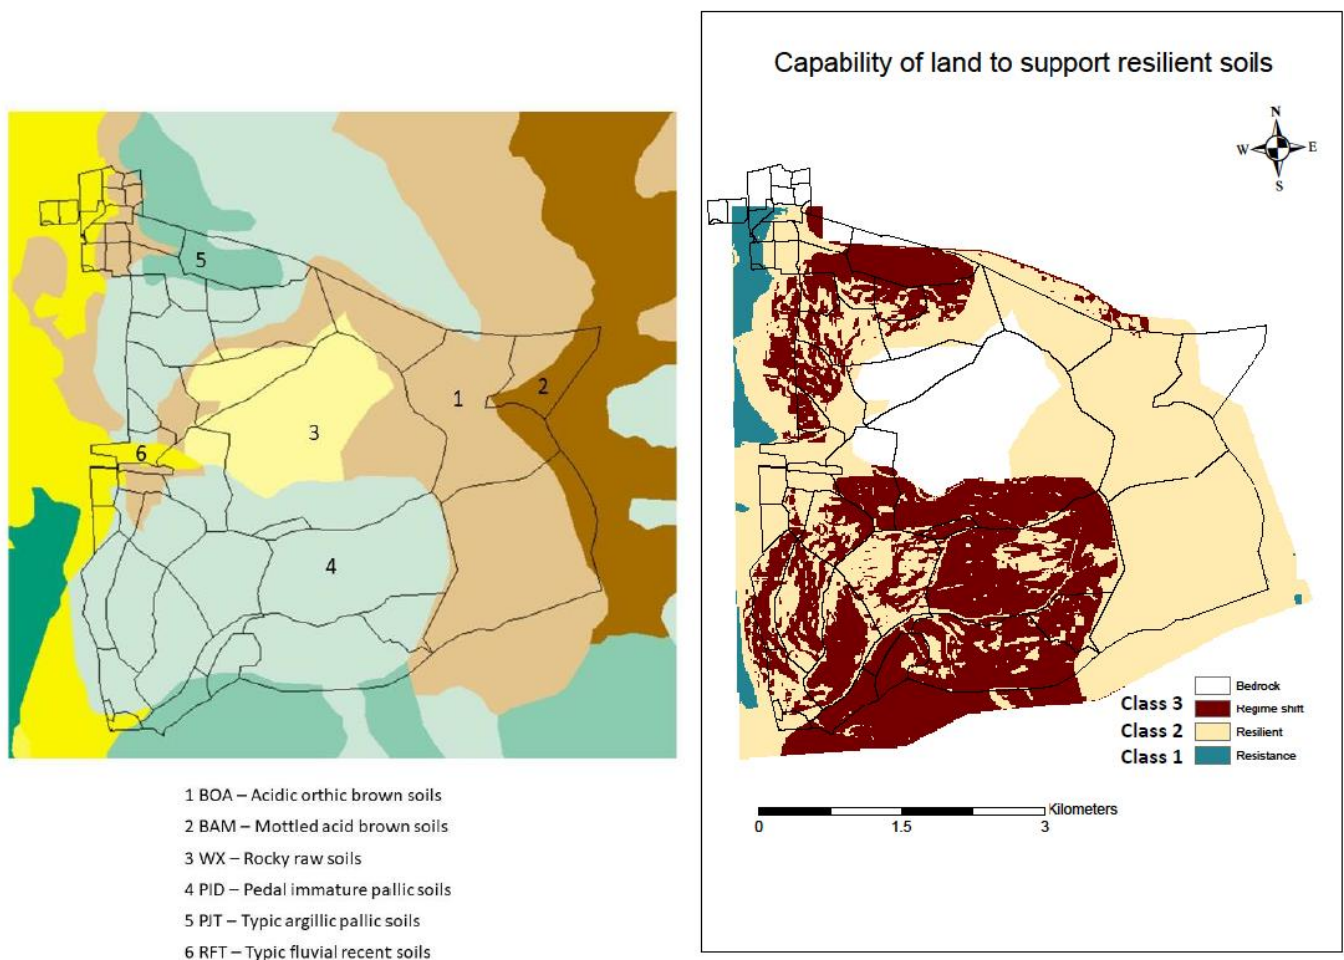 Capability of land to support resilient soils
N
W E
S
5
1
2
3
6
4
Class 3
Class 2
Class 1
Bedrock
Regime shift
Resilient
Resistance
Kilometers
0 1.5 3
1 BOA – Acidic orthic brown soils
2 BAM – Mottled acid brown soils
3 WX – Rocky raw soils
4 PID – Pedal immature pallic soils
5 PJT – Typic argillic pallic soils
6 RFT – Typic fluvial recent soils